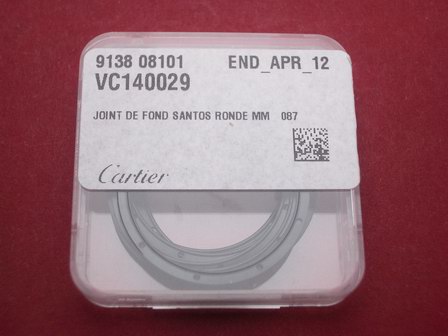 9138 08101 END_APR_12
VC140029
JOINT DE FOND SANTOS RONDE MM 087
Cartier